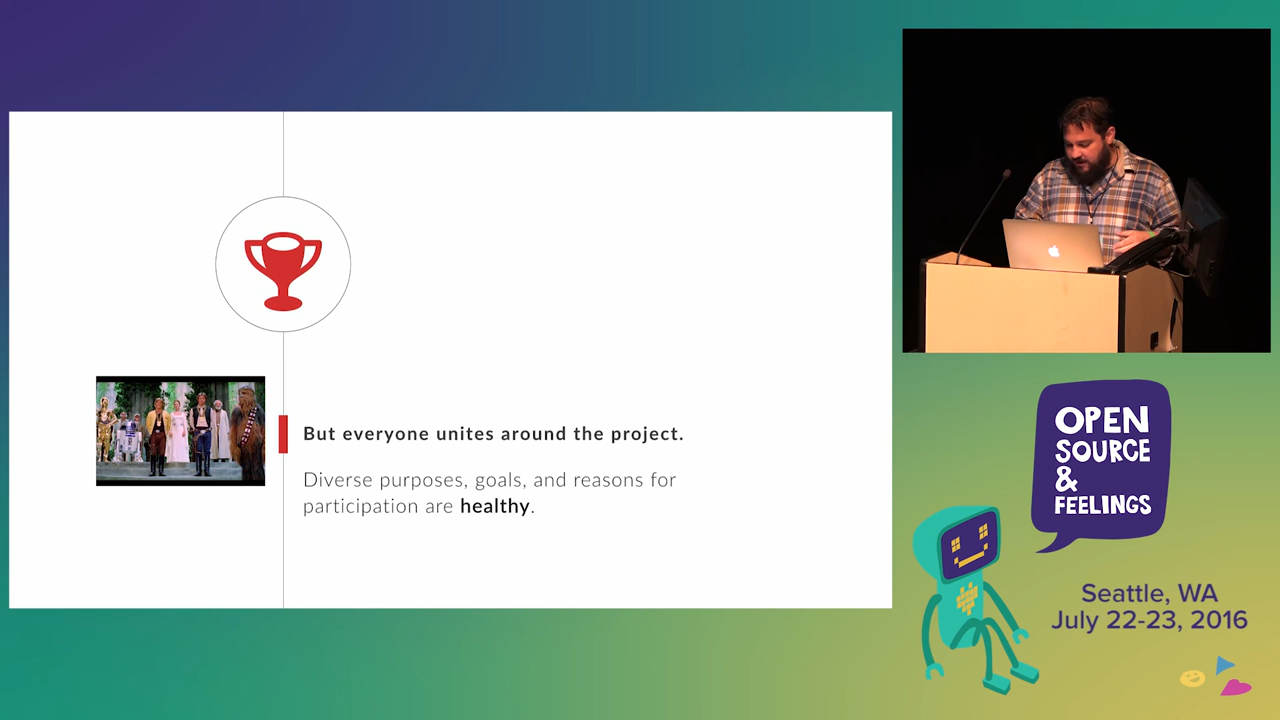 But everyone unites around the project.
Diverse purposes, goals, and reasons for
participation are healthy.
OPEN
SOURCE
&
FEELINGS
Seattle, WA
July 22-23, 2016